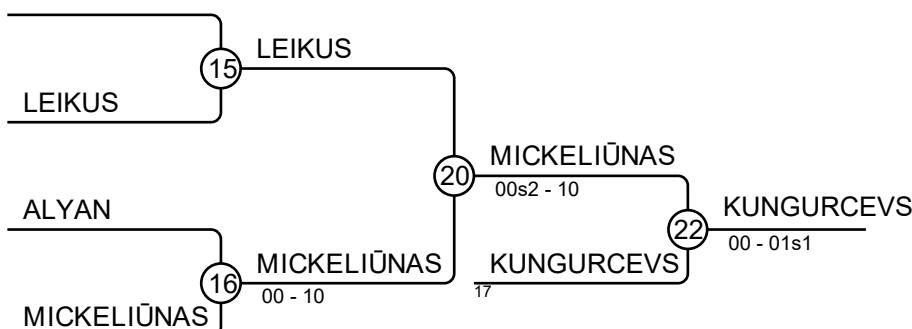 LEIKUS
15
LEIKUS
MICKELIŪNAS
20
00s2 - 10
ALYAN
KUNGURCEVS
22
00 - 01s1
MICKELIŪNAS
KUNGURCEVS
16
00 - 10
17
MICKELIŪNAS